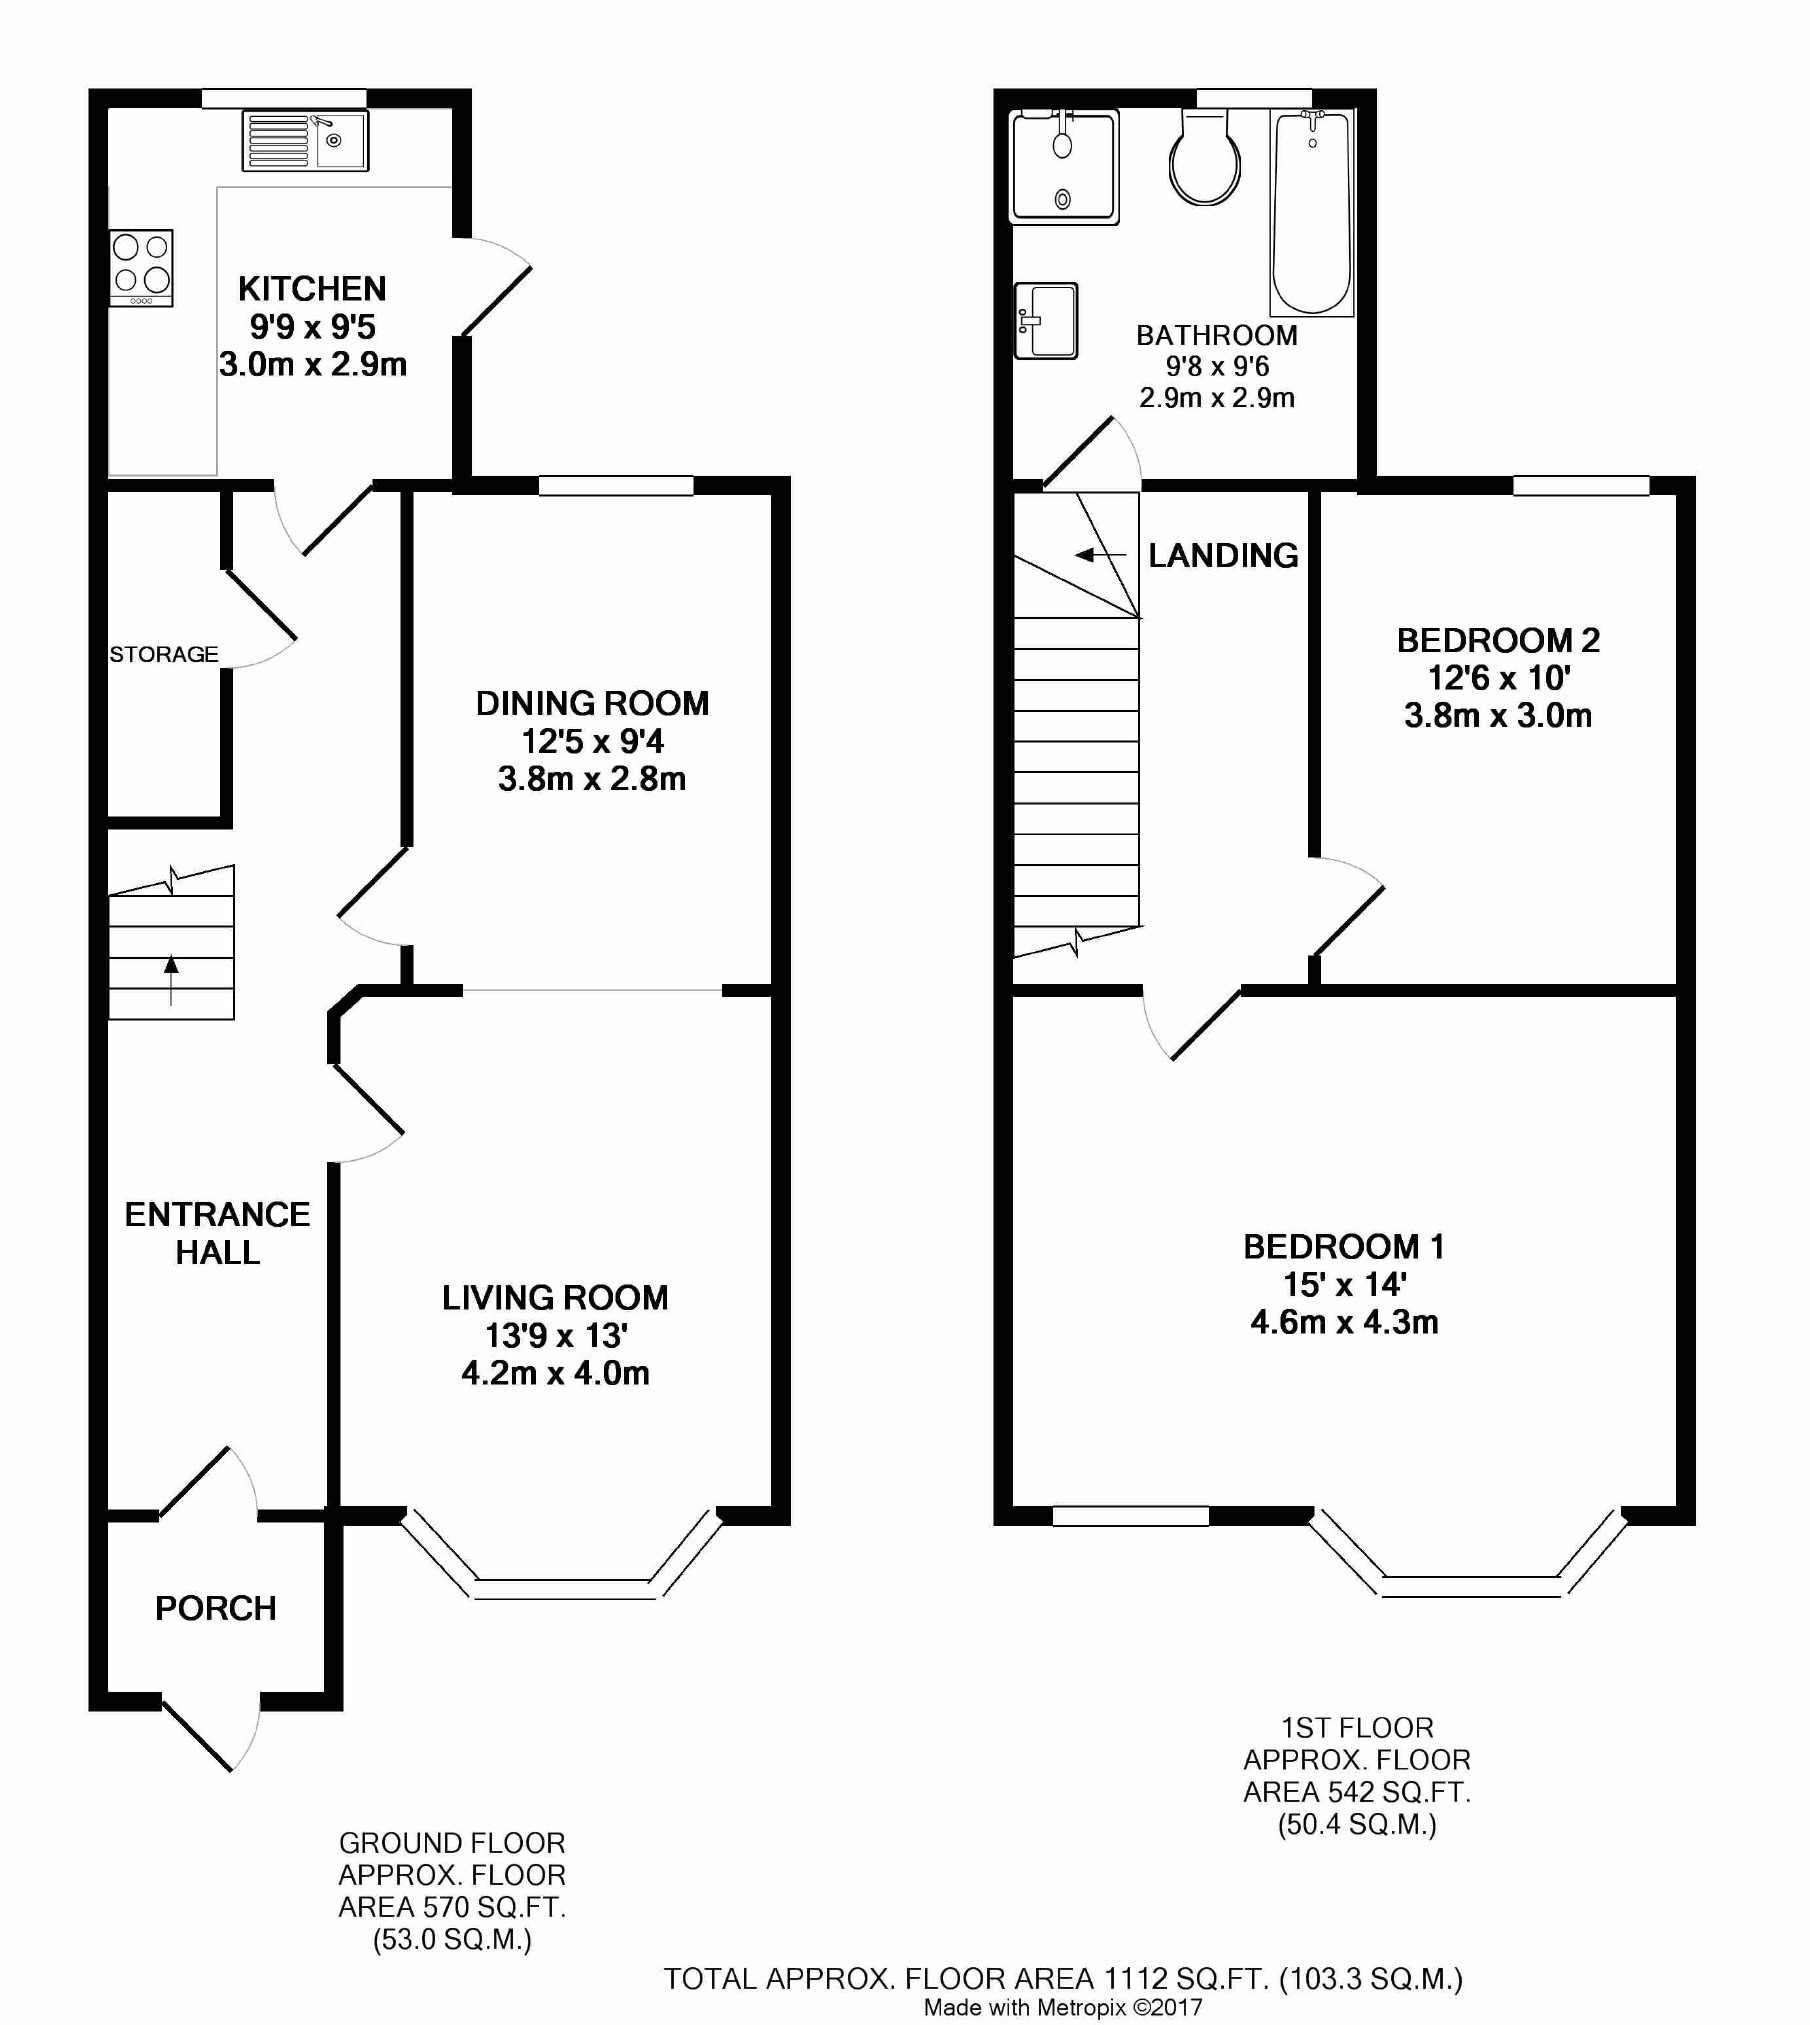 KITCHEN
9'9 x 9'5
3.0m x 2.9m
STORAGE
DINING ROOM
12'5 x 9'4
3.8m x 2.8m
ENTRANCE
HALL
LIVING ROOM
13'9 x 13'
4.2m x 4.0m
PORCH
GROUND FLOOR
APPROX. FLOOR
AREA 570 SQ.FT.
(53.0 SQ.M.)
BATHROOM
9'8 x 9'6
2.9m x 2.9m
LANDING
BEDROOM 2
12'6 x 10'
3.8m x 3.0m
BEDROOM 1
15' x 14'
4.6m x 4.3m
1ST FLOOR
APPROX. FLOOR
AREA 542 SQ.FT.
(50.4 SQ.M.)
TOTAL APPROX. FLOOR AREA 1112 SQ.FT. (103.3 SQ.M.)
Made with Metropix ©2017